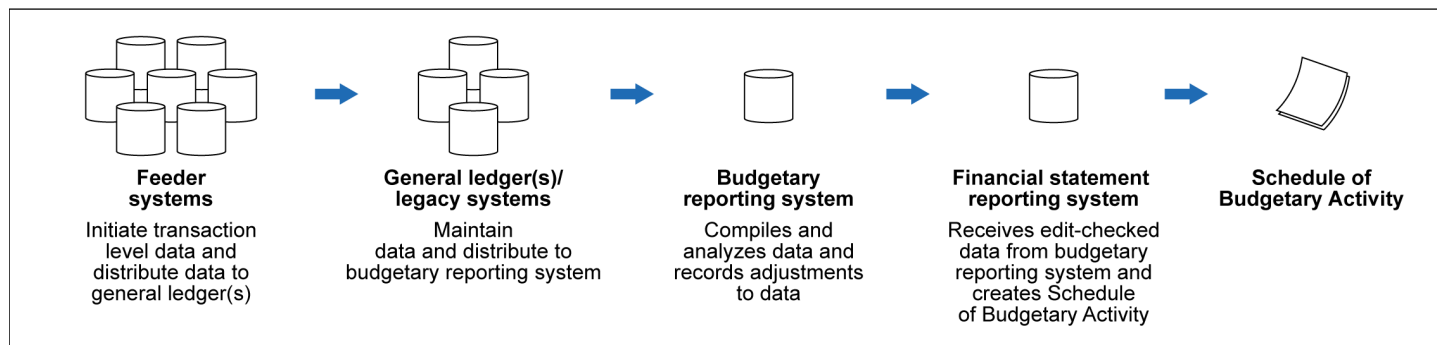 Feeder
systems
Initiate transaction
level data and
distribute data to
general ledger(s)
General ledger(s)/
legacy systems
Maintain
data and distribute to
budgetary reporting system
Budgetary
reporting system
Compiles and
analyzes data and
records adjustments
to data
Financial statement
reporting system
Receives edit-checked
data from budgetary
reporting system and
creates Schedule
of Budgetary Activity
Schedule of
Budgetary Activity